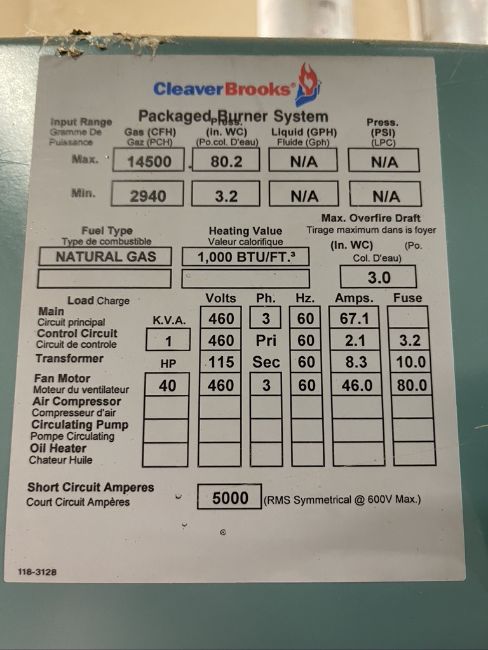 CleaverBrooks®
Packaged Burner System
Input Range Gas (CFH) Press. (in. WC) Liquid (GPH) Press. (PSI)
Gramme De Puissance Gaz (PCH) (Po.col. D'eau) Fluide (Gph) (LPC)
Max. 14500 80.2 N/A N/A
Min. 2940 3.2 N/A N/A
Fuel Type Heating Value Max. Overfire Draft
Type de combustible Valeur calorifique Tirage maximum dans is foyer
NATURAL GAS 1,000 BTU/FT.³ (In. WC) (Po. Col. D'eau)
3.0
Load Charge Volts Ph. Hz. Amps. Fuse
Main K.V.A. 460 3 60 67.1
Circuit principal
Control Circuit 1 460 Pri 60 2.1 3.2
Circuit de controle
Transformer HP 115 Sec 60 8.3 10.0
Fan Motor 40 460 3 60 46.0 80.0
Moteur du ventilateur
Air Compressor
Compresseur d'air
Circulating Pump
Pompe Circulating
Oil Heater
Chateur Huile
Short Circuit Amperes 5000 (RMS Symmetrical @ 600V Max.)
Court Circuit Ampères
118-3128